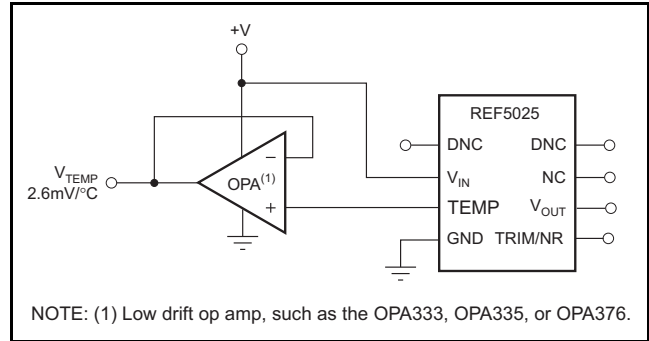 +V
REF5025
DNC DNC
V_TEMP
2.6mV/°C
OPA(1)
V_IN NC
TEMP V_OUT
GND TRIM/NR
−
+
NOTE: (1) Low drift op amp, such as the OPA333, OPA335, or OPA376.